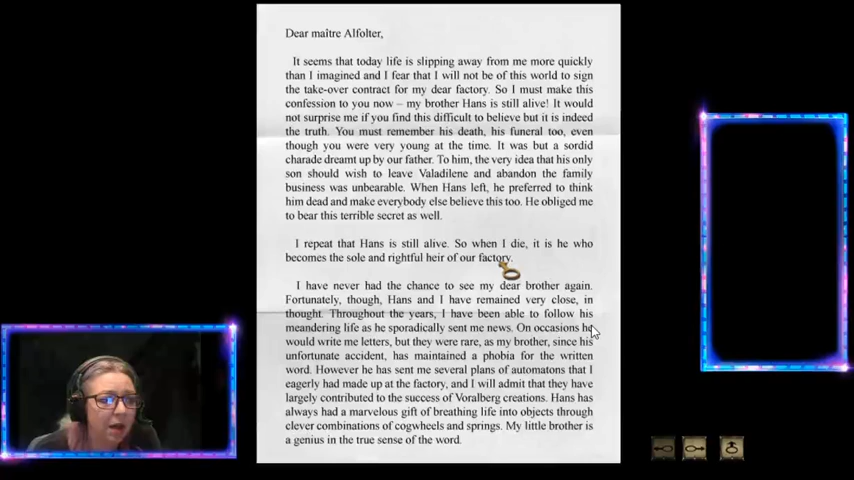 Dear maître Alfolter,
It seems that today life is slipping away from me more quickly
than I imagined and I fear that I will not be of this world to sign
the take-over contract for my dear factory. So I must make this
confession to you now – my brother Hans is still alive! It would
not surprise me if you find this difficult to believe but it is indeed
the truth. You must remember his death, his funeral too, even
though you were very young at the time. It was but a sordid
charade dreamt up by our father. To him, the very idea that his only
son should wish to leave Valadilene and abandon the family
business was unbearable. When Hans left, he preferred to think
him dead and make everybody else believe this too. He obliged me
to bear this terrible secret as well.
I repeat that Hans is still alive. So when I die, it is he who
becomes the sole and rightful heir of our factory.
I have never had the chance to see my dear brother again.
Fortunately, though, Hans and I have remained very close, in
thought. Throughout the years, I have been able to follow his
meandering life as he sporadically sent me news. On occasions he
would write me letters, but they were rare, as my brother, since his
unfortunate accident, has maintained a phobia for the written
word. However he has sent me several plans of automatons that I
eagerly had made up at the factory, and I will admit that they have
largely contributed to the success of Voralberg creations. Hans has
always had a marvelous gift of breathing life into objects through
clever combinations of cogwheels and springs. My little brother is
a genius in the true sense of the word.